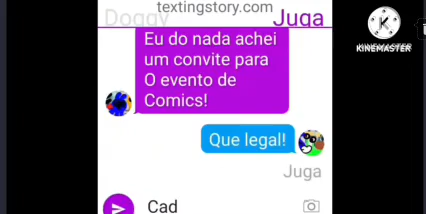 textingstory.com
Doggy Juga
KINEMASTER
Eu do nada achei
um convite para
O evento de
Comics!
Que legal!
Juga
Cad